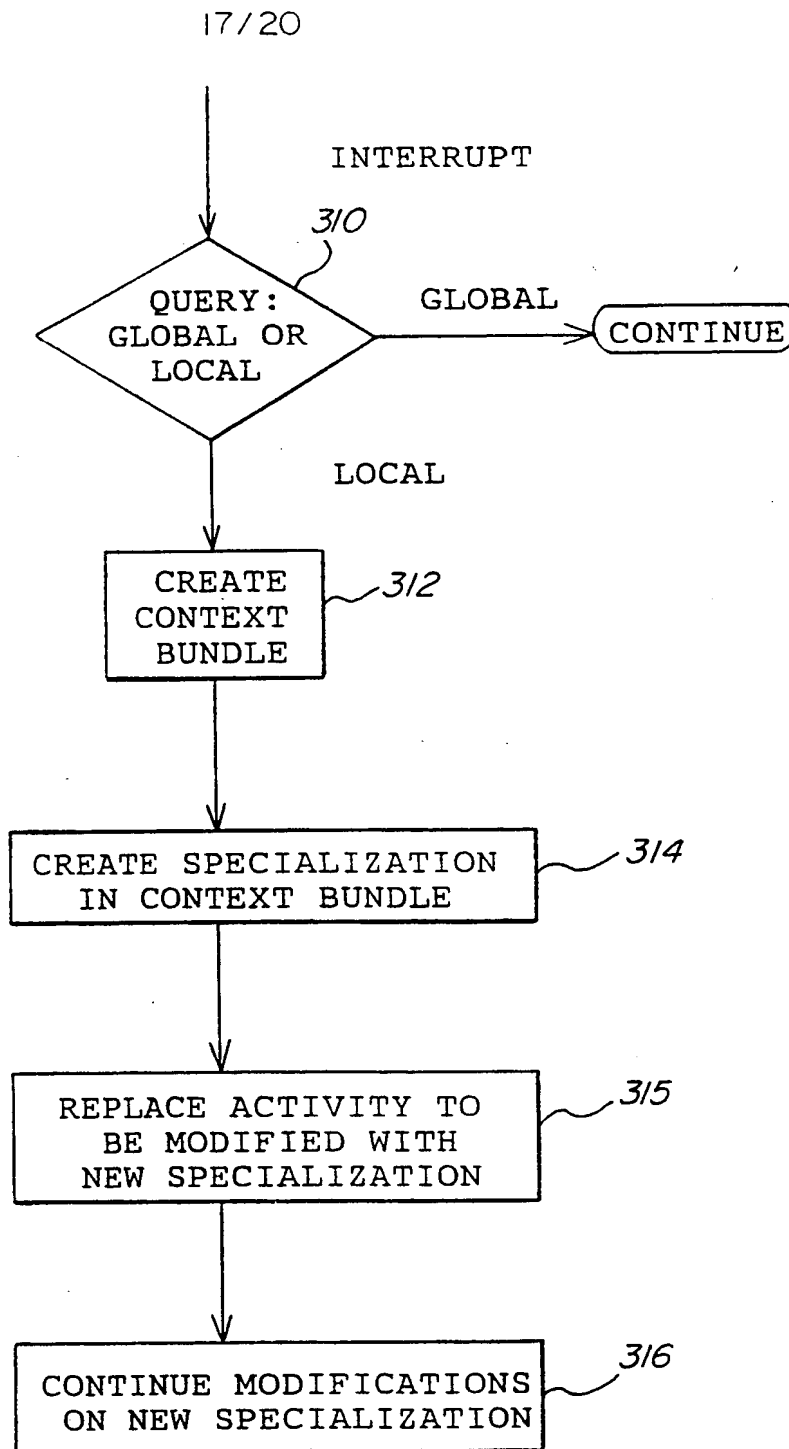 17/20
INTERRUPT
310
QUERY:
GLOBAL OR
LOCAL
GLOBAL
CONTINUE
LOCAL
CREATE
CONTEXT
BUNDLE
312
CREATE SPECIALIZATION
IN CONTEXT BUNDLE
314
REPLACE ACTIVITY TO
BE MODIFIED WITH
NEW SPECIALIZATION
315
CONTINUE MODIFICATIONS
ON NEW SPECIALIZATION
316